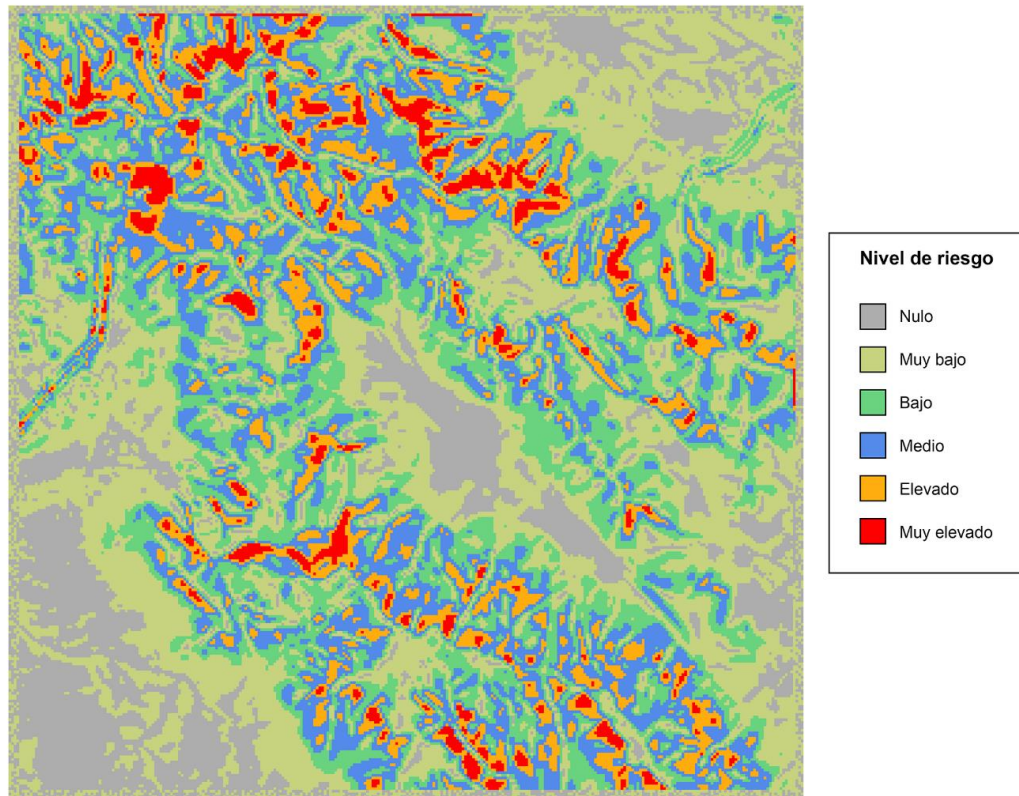 Nivel de riesgo
Nulo
Muy bajo
Bajo
Medio
Elevado
Muy elevado